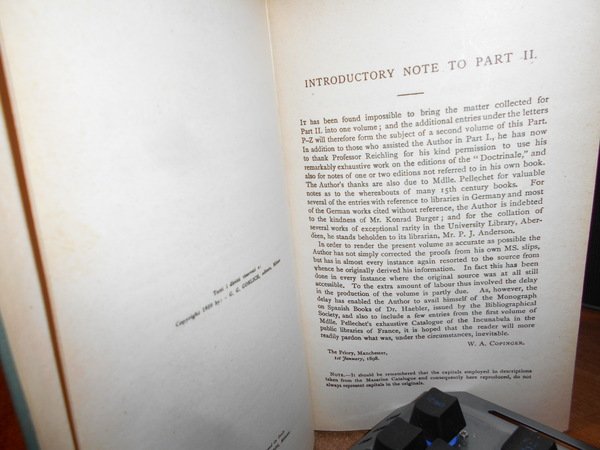 Copyright 1950 by:
INTRODUCTORY NOTE TO PART II.
IT has been found impossible to bring the matter collected for
Part II. into one volume; and the additional entries under the letters
P-Z will therefore form the subject of a second volume of this Part.
In addition to those who assisted the Author in Part I., he has now
to thank Professor Reichling for his kind permission to use his
remarkably exhaustive work on the editions of the "Doctrinale," and
also for notes of one or two editions not referred to in his own book.
The Author's thanks are also due to Mdlle. Pellechet for valuable
notes as to the whereabouts of many 15th century books. For
several of the entries with reference to libraries in Germany and most
of the German works cited without reference, the Author is indebted
to the kindness of Mr. Konrad Burger; and for the collation of
several works of exceptional rarity in the University Library, Aber-
deen, he stands beholden to its librarian, Mr. P. J. Anderson.
In order to render the present volume as accurate as possible the
Author has not simply corrected the proofs from his own MS. slips,
but has in almost every instance again resorted to the source from
whence he originally derived his information. In fact this has been
done in every instance where the original source was at all still
accessible. To the extra amount of labour thus involved the delay
in the production of the volume is partly due. As, however, the
delay has enabled the Author to avail himself of the Monograph
on Spanish Books of Dr. Haebler, issued by the Bibliographical
Society, and also to include a few entries from the first volume of
Mdlle. Pellechet's exhaustive Catalogue of the Incunabula in the
public libraries of France, it is hoped that the reader will more
readily pardon what was, under the circumstances, inevitable.
W. A. COPINGER.
The Priory, Manchester,
1st January, 1898.
NOTE.—It should be remembered that the capitals employed in descriptions
taken from the Mazarine Catalogue and consequently here reproduced, do not
always represent capitals in the originals.